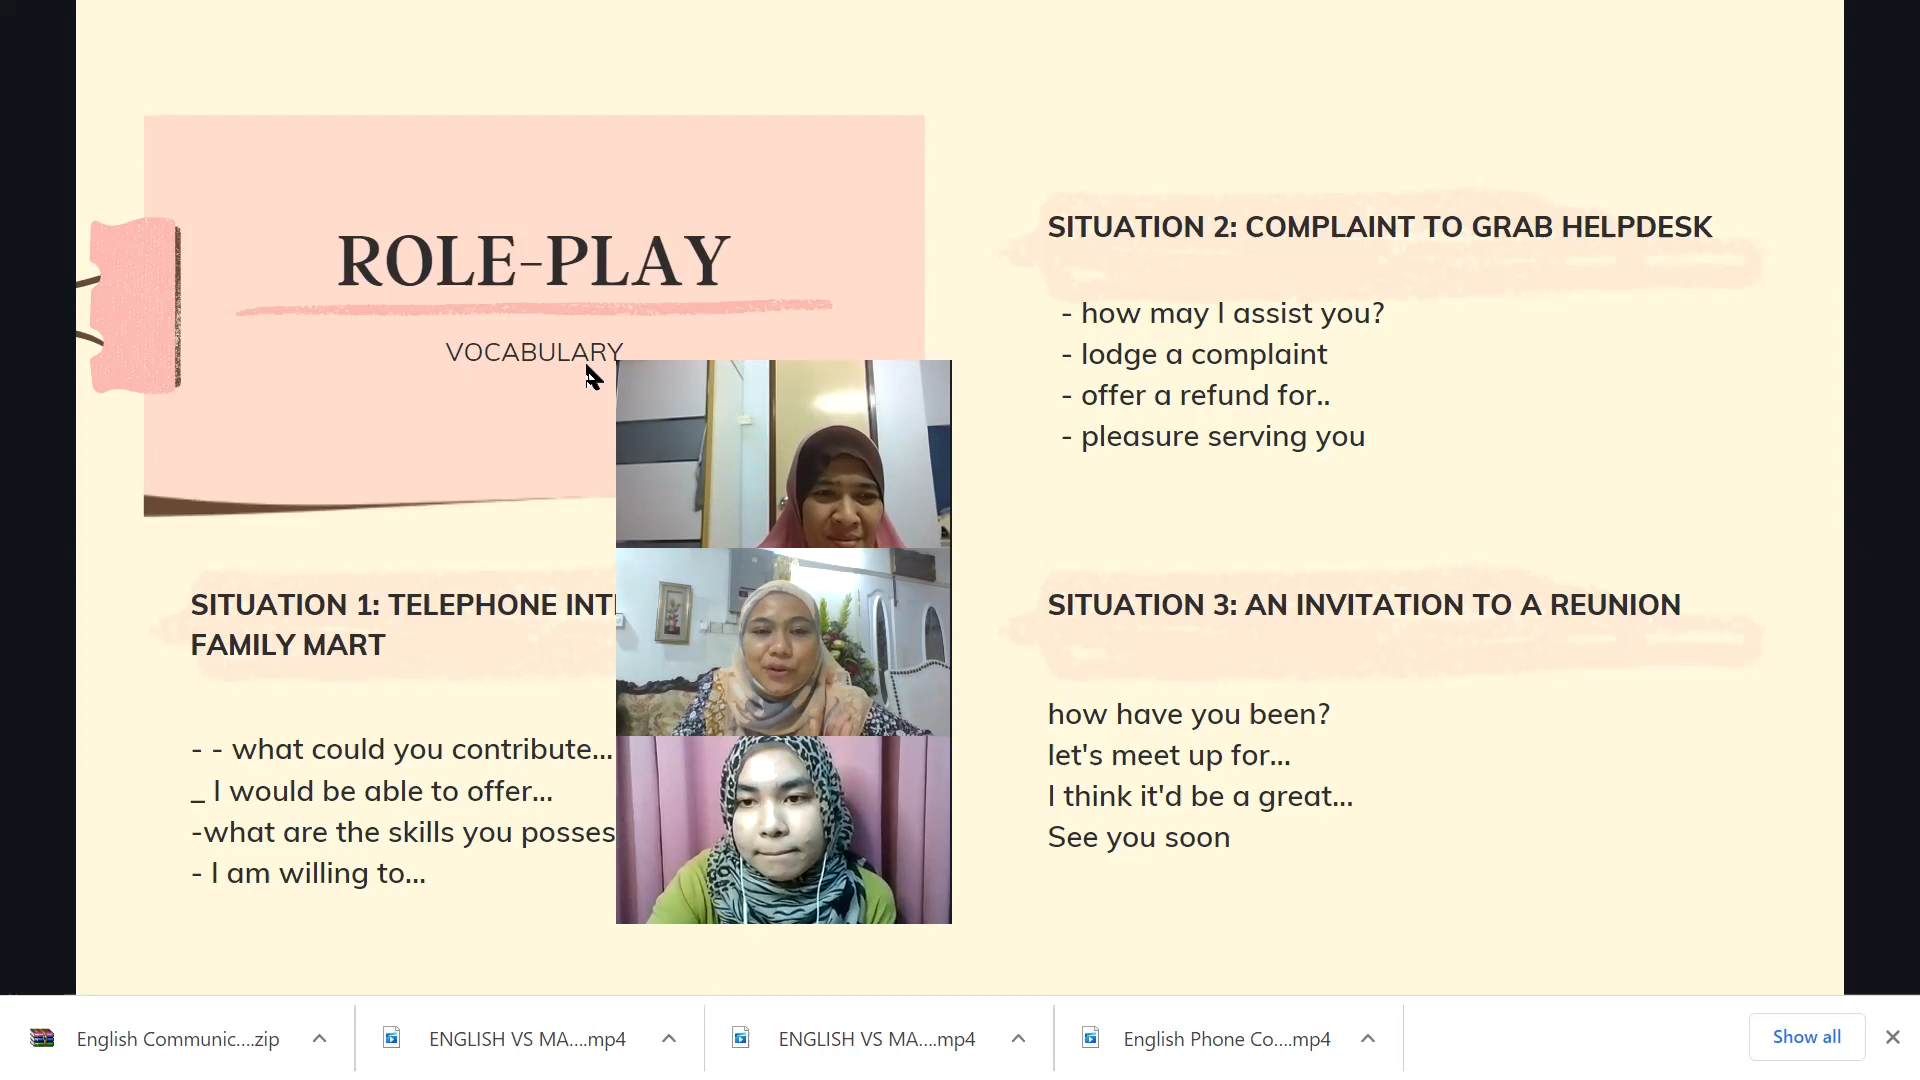 ROLE-PLAY
VOCABULARY
SITUATION 1: TELEPHONE
FAMILY MART
- - what could you contribute...
_ I would be able to offer...
-what are the skills you
- I am willing to...
SITUATION 2: COMPLAINT TO GRAB HELPDESK
- how may I assist you?
- lodge a complaint
- offer a refund for..
- pleasure serving you
SITUATION 3: AN INVITATION TO A REUNION
how have you been?
let's meet up for...
I think it'd be a great...
See you soon
English Communic....zip
ENGLISH VS MA....mp4
ENGLISH VS MA....mp4
English Phone Co....mp4
Show all